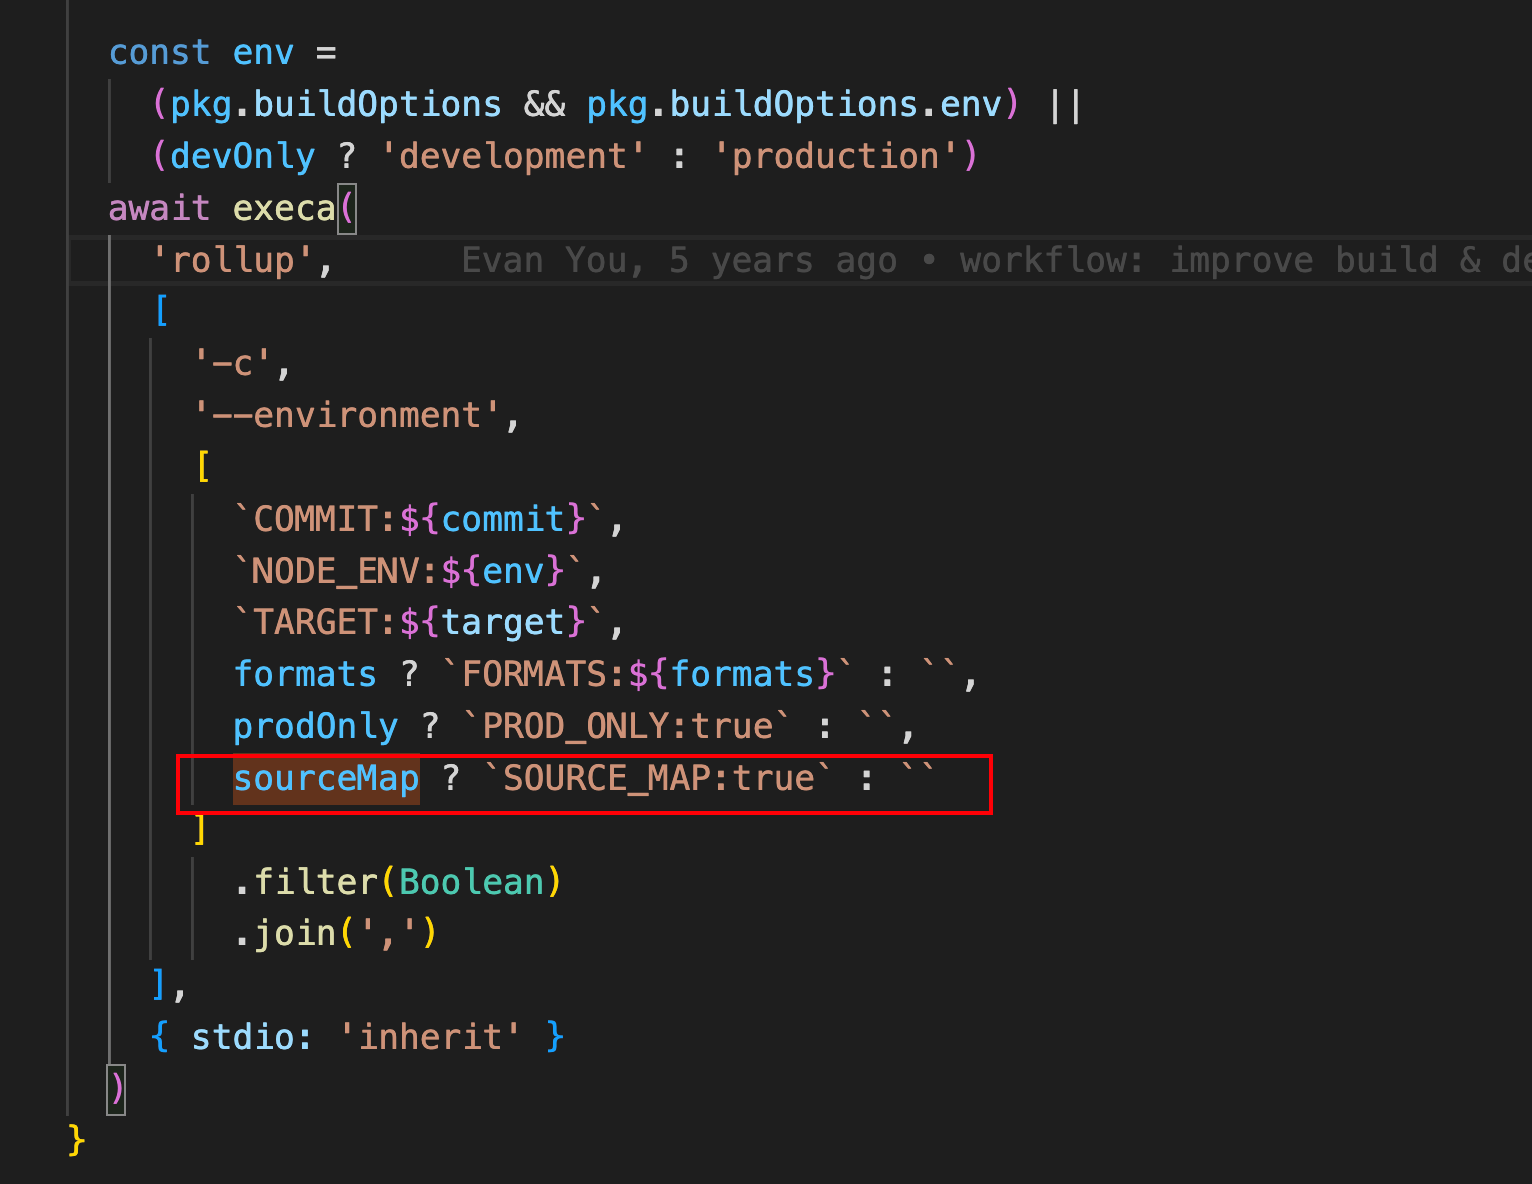 const env =
(pkg.buildOptions && pkg.buildOptions.env) ||
(devOnly ? 'development' : 'production')
await execa(
'rollup',    Evan You, 5 years ago • workflow: improve build & de
[
'-c',
'--environment',
[
`COMMIT:${commit}`,
`NODE_ENV:${env}`,
`TARGET:${target}`,
formats ? `FORMATS:${formats}` : ``,
prodOnly ? `PROD_ONLY:true` : ``,
sourceMap ? `SOURCE_MAP:true` : ``
]
.filter(Boolean)
.join(',')
],
{ stdio: 'inherit' }
)
}